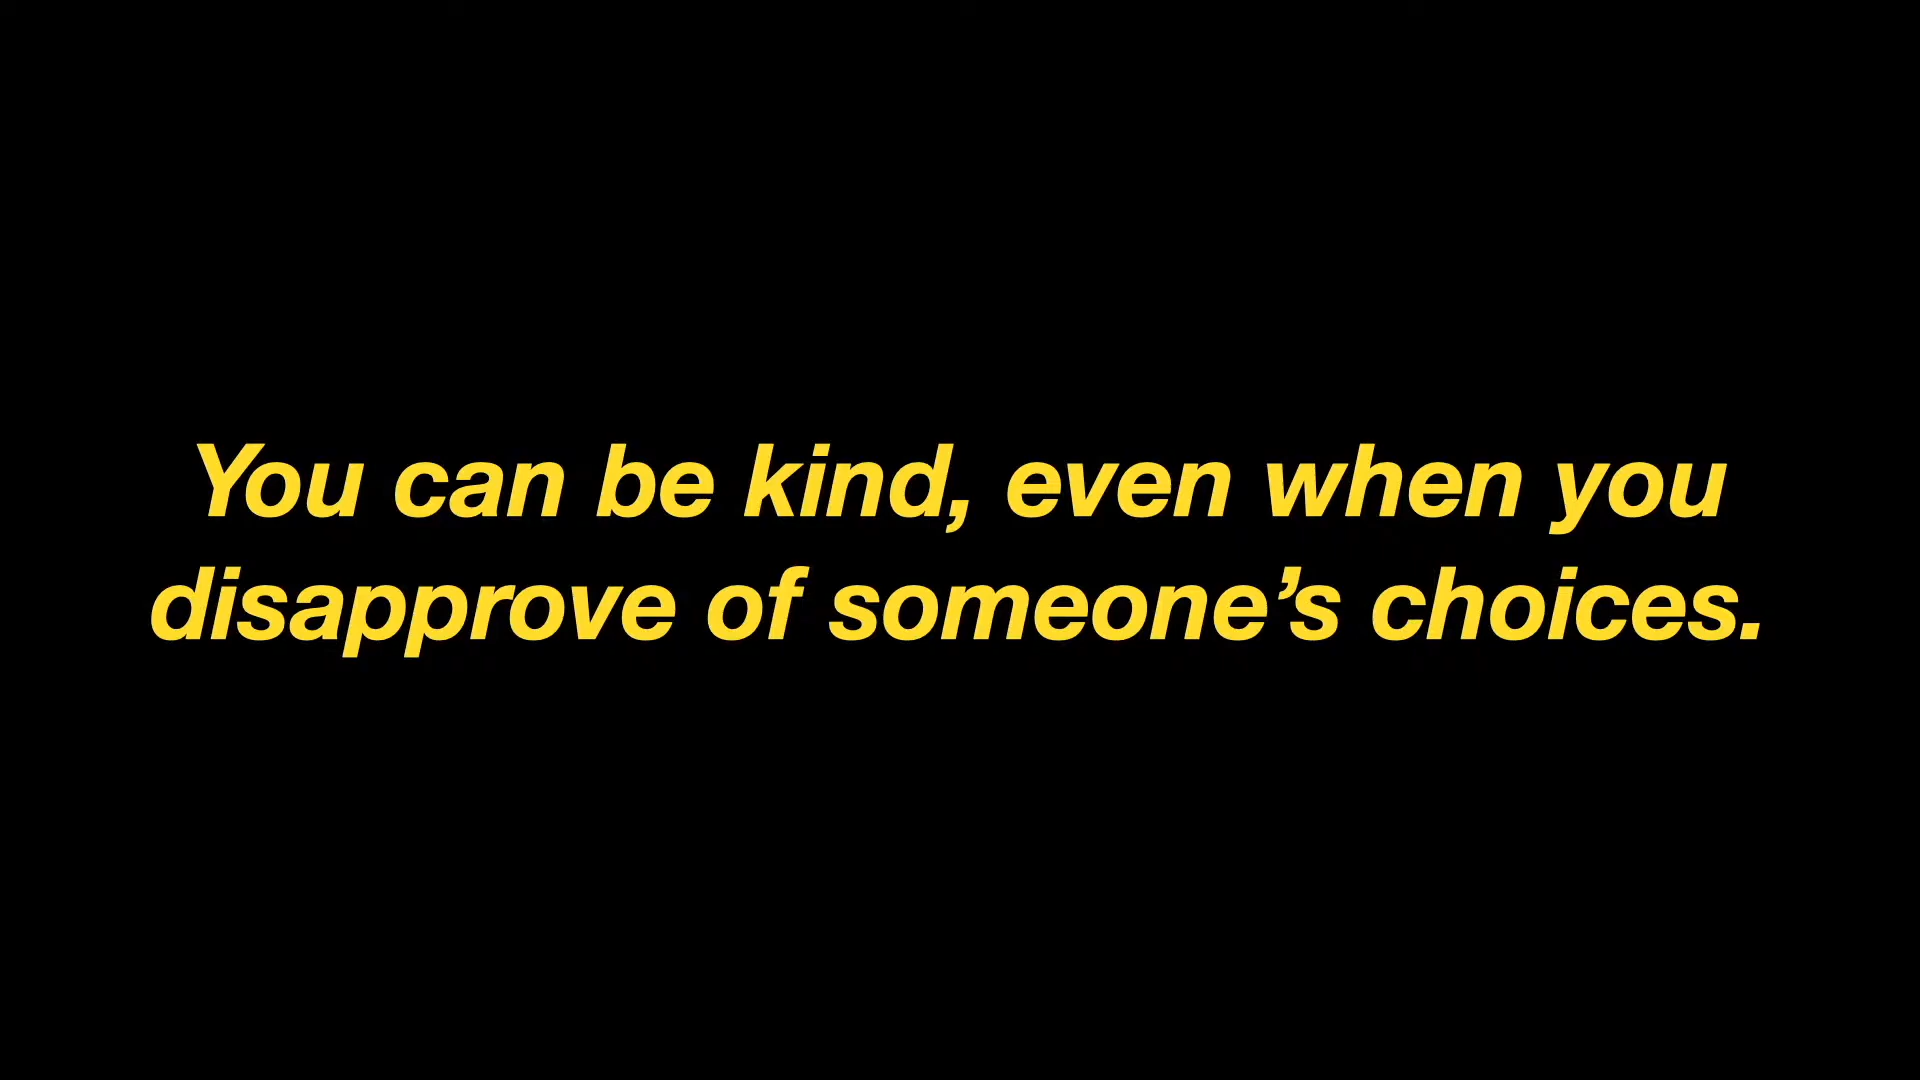 You can be kind, even when you
disapprove of someone’s choices.